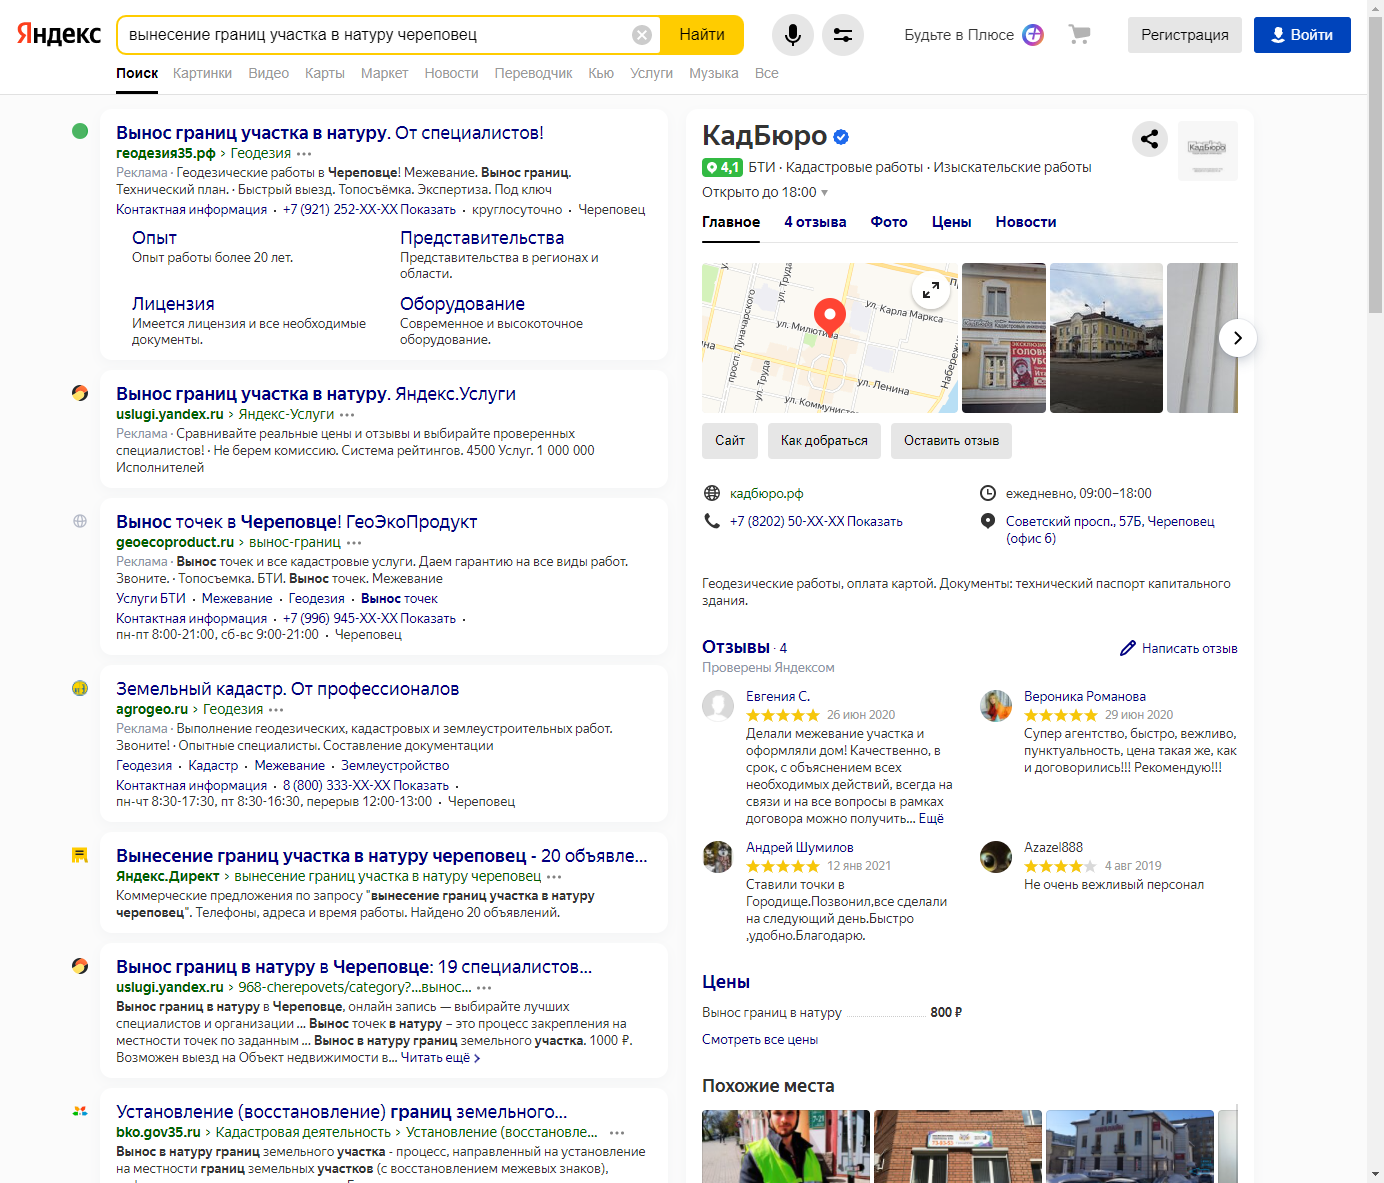 Яндекс
вынесение границ участка в натуру череповец
Найти
Будьте в Плюсе
Регистрация
Войти
Поиск Картинки Видео Карты Маркет Новости Переводчик Кью Услуги Музыка Все
Вынос границ участка в натуру. От специалистов!
геодезия35.рф › Геодезия
Реклама · Геодезические работы в Череповце! Межевание. Вынос границ.
Технический план. · Быстрый выезд. Топосъёмка. Экспертиза. Под ключ
Контактная информация · +7 (921) 252-XX-XX Показать · круглосуточно · Череповец
Опыт
Опыт работы более 20 лет.
Представительства
Представительства в регионах и
области.
Лицензия
Имеется лицензия и все необходимы
документы.
Оборудование
Современное и высокоточное
оборудование.
Вынос границ участка в натуру. Яндекс.Услуги
uslugi.yandex.ru › Яндекс-Услуги
Реклама · Сравнивайте реальные цены и отзывы и выбирайте проверенных
специалистов! · Не берем комиссию. Система рейтингов. 4500 Услуг. 1 000 000
Исполнителей
Вынос точек в Череповце! ГеоЭкоПродукт
geoecoproduct.ru › вынос-границ
Реклама · Вынос точек и все кадастровые услуги. Даем гарантию на все виды работ.
Звоните. · Топосъемка. БТИ. Вынос точек. Межевание
Услуги БТИ · Межевание · Геодезия · Вынос точек
Контактная информация · +7 (996) 945-XX-XX Показать ·
пн-пт 8:00-21:00, сб-вс 9:00-21:00 · Череповец
Земельный кадастр. От профессионалов
agrogeo.ru › Геодезия
Реклама · Выполнение геодезических, кадастровых и землеустроительных работ.
Звоните! · Опытные специалисты. Составление документации
Геодезия · Кадастр · Межевание · Землеустройство
Контактная информация · 8 (800) 333-XX-XX Показать ·
пн-чт 8:30-17:30, пт 8:30-16:30, перерыв 12:00-13:00 · Череповец
Вынесение границ участка в натуру череповец - 20 объявле...
Яндекс.Директ › вынесение границ участка в натуру череповец
Коммерческие предложения по запросу "вынесение границ участка в натуру
череповец". Телефоны, адреса и время работы. Найдено 20 объявлений.
Вынос границ в натуру в Череповце: 19 специалистов...
uslugi.yandex.ru › 968-cherepovets/category?...вынос...
Вынос границ в натуру в Череповце, онлайн запись — выбирайте лучших
специалистов и организации ... Вынос точек в натуру – это процесс закрепления на
местности точек по заданным ... Вынос в натуру границ земельного участка. 1000 ₽.
Возможен выезд на Объект недвижимости в... Читать ещё ›
Установление (восстановление) границ земельного...
bko.gov35.ru › Кадастровая деятельность › Установление (восстановле...
Вынос в натуру границ земельного участка - процесс, направленный на установление
на местности границ земельных участков (с восстановлением межевых знаков),
КадБюро
КадБюро
4,1 БТИ · Кадастровые работы · Изыскательские работы
Открыто до 18:00
Главное 4 отзыва Фото Цены Новости
ул. Труда
просп. Луначарского
ул. Милютина
ул. Карла Маркса
ул. Труда
ул. Ленина
ул. Коммунистов
Набережн
Сайт
Как добраться
Оставить отзыв
кадбюро.рф
ежедневно, 09:00–18:00
+7 (8202) 50-XX-XX Показать
Советский просп., 57Б, Череповец
(офис 6)
Геодезические работы, оплата картой. Документы: технический паспорт капитального
здания.
Отзывы · 4
Написать отзыв
Проверены Яндексом
Евгения С.
26 июн 2020
Делали межевание участка и
оформляли дом! Качественно, в
срок, с объяснением всех
необходимых действий, всегда на
связи и на все вопросы в рамках
договора можно получить... Ещё
Вероника Романова
29 июн 2020
Супер агентство, быстро, вежливо,
пунктуальность, цена такая же, как
и договорились!!! Рекомендую!!!
Андрей Шумилов
12 янв 2021
Ставили точки в
Городище.Позвонил,все сделали
на следующий день.Быстро
,удобно.Благодарю.
Azazel888
4 авг 2019
Не очень вежливый персонал
Цены
Вынос границ в натуру 800 ₽
Смотреть все цены
Похожие места